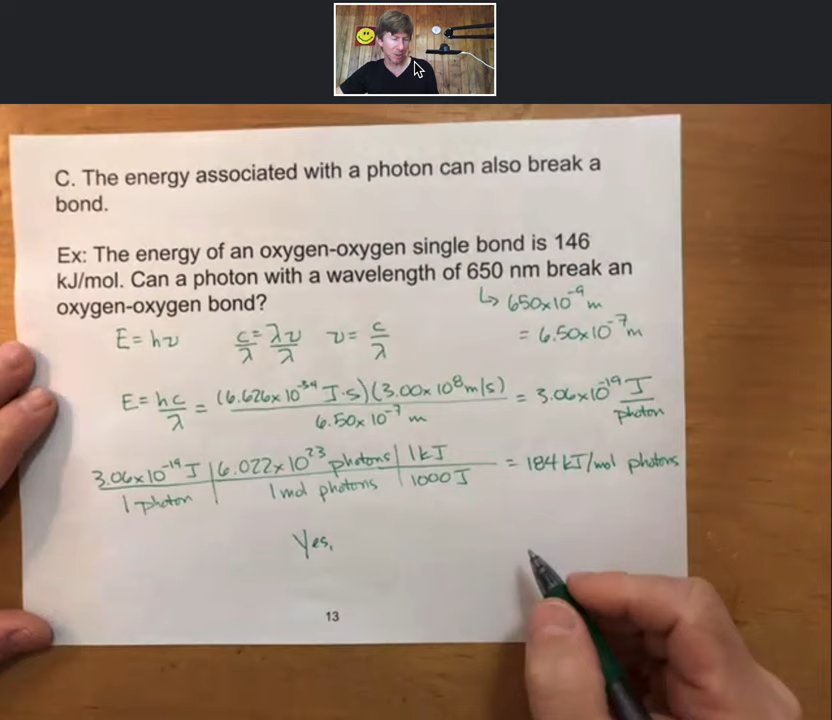 C. The energy associated with a photon can also break a
bond.
Ex: The energy of an oxygen-oxygen single bond is 146
kJ/mol. Can a photon with a wavelength of 650 nm break an
oxygen-oxygen bond?
↳ 650x10⁻⁹ m
= 6.50x10⁻⁷ m
E = hν   c/λ = λν/λ   ν = c/λ
E = hc/λ = (6.626x10⁻³⁴ J·s)(3.00x10⁸ m/s) / 6.50x10⁻⁷ m = 3.06x10⁻¹⁹ J/photon
3.06x10⁻¹⁹ J | 6.022x10²³ photons | 1kJ = 184 kJ/mol photons
1 photon | 1 mol photons | 1000 J
Yes,
13